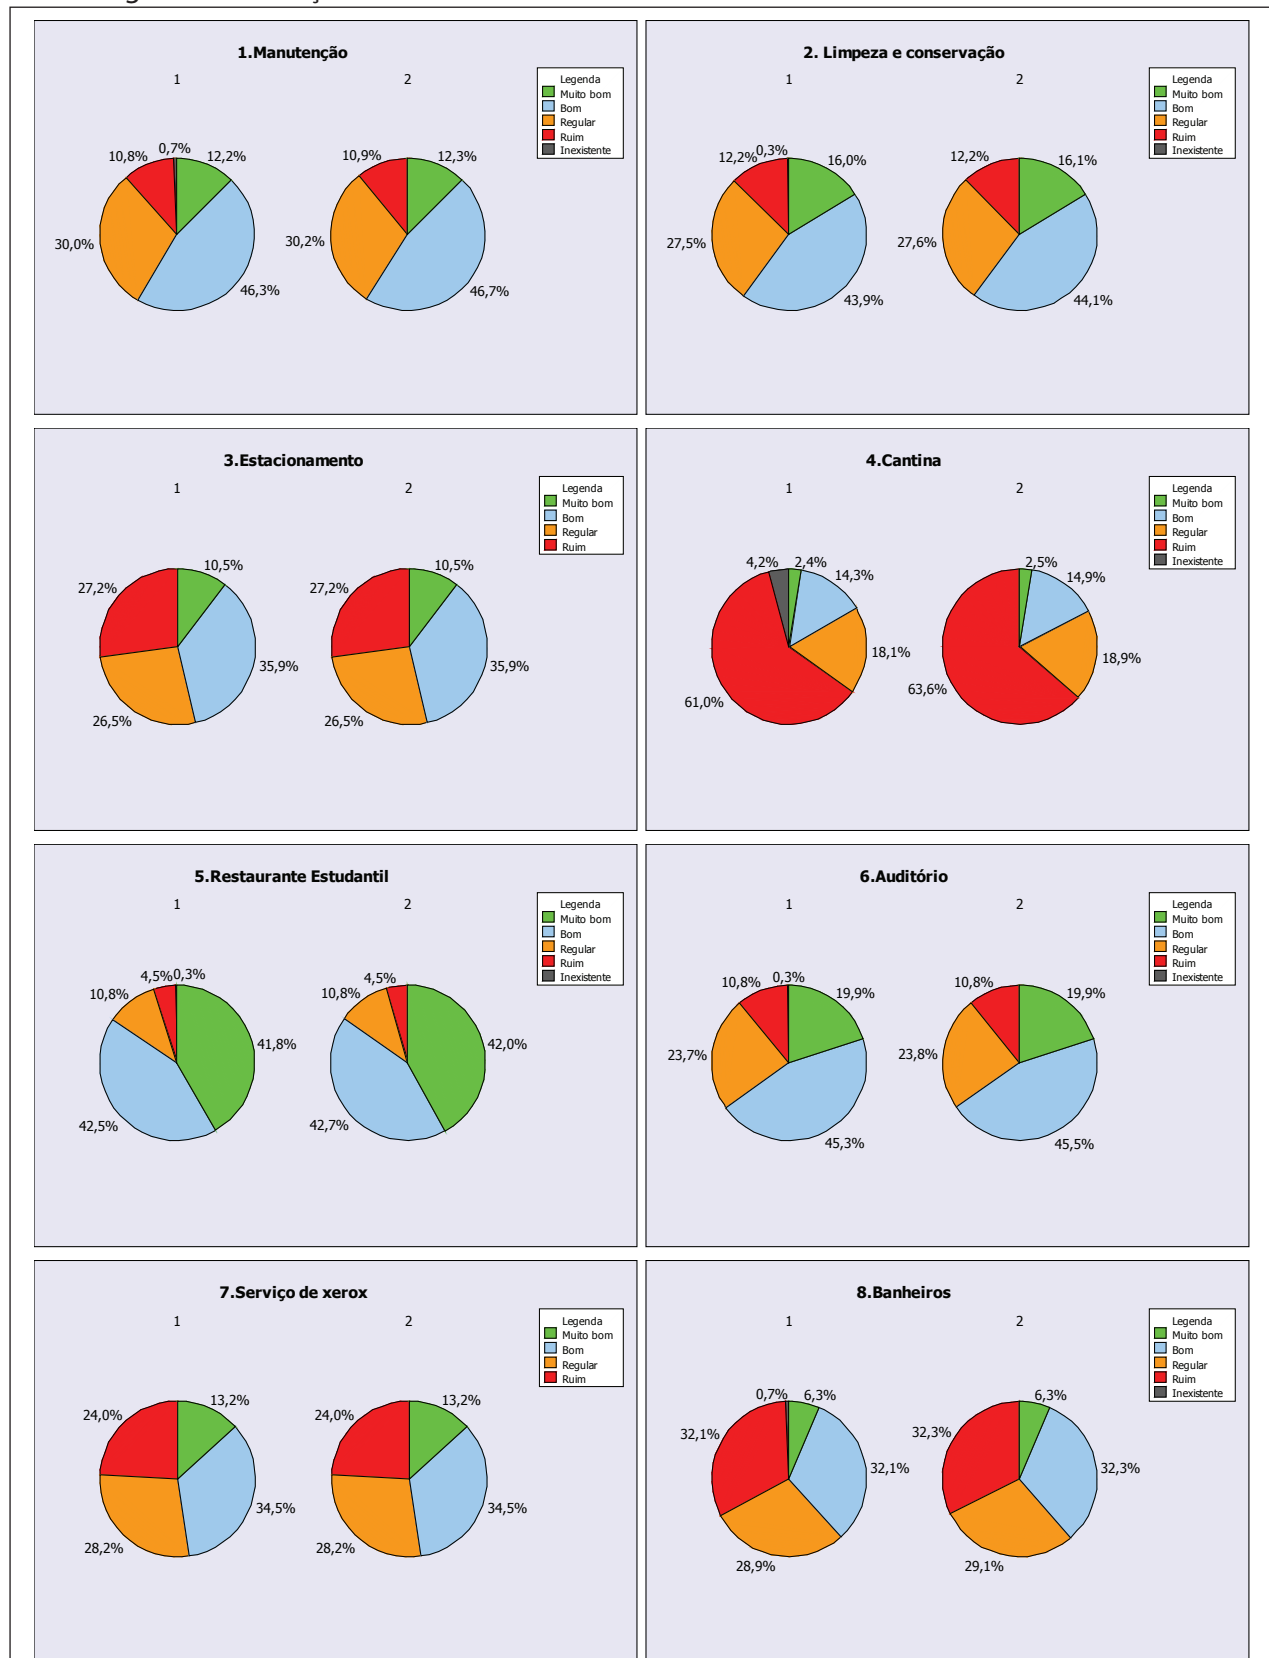 1.Manutenção
1
2
Legenda
Muito bom
Bom
Regular
Ruim
Inexistente
10,8%
0,7%
12,2%
30,0%
46,3%
10,9%
12,3%
30,2%
46,7%
2. Limpeza e conservação
1
2
Legenda
Muito bom
Bom
Regular
Ruim
Inexistente
12,2%
0,3%
16,0%
27,5%
43,9%
12,2%
16,1%
27,6%
44,1%
3.Estacionamento
1
2
Legenda
Muito bom
Bom
Regular
Ruim
27,2%
10,5%
35,9%
26,5%
27,2%
10,5%
35,9%
26,5%
4.Cantina
1
2
Legenda
Muito bom
Bom
Regular
Ruim
Inexistente
4,2%
2,4%
14,3%
18,1%
61,0%
2,5%
14,9%
18,9%
63,6%
5.Restaurante Estudantil
1
2
Legenda
Muito bom
Bom
Regular
Ruim
Inexistente
4,5%
0,3%
10,8%
41,8%
42,5%
4,5%
10,8%
42,0%
42,7%
6.Auditório
1
2
Legenda
Muito bom
Bom
Regular
Ruim
Inexistente
10,8%
0,3%
19,9%
23,7%
45,3%
10,8%
19,9%
23,8%
45,5%
7.Serviço de xerox
1
2
Legenda
Muito bom
Bom
Regular
Ruim
24,0%
13,2%
34,5%
28,2%
24,0%
13,2%
34,5%
28,2%
8.Banheiros
1
2
Legenda
Muito bom
Bom
Regular
Ruim
Inexistente
0,7%
6,3%
32,1%
32,1%
28,9%
6,3%
32,3%
32,3%
29,1%